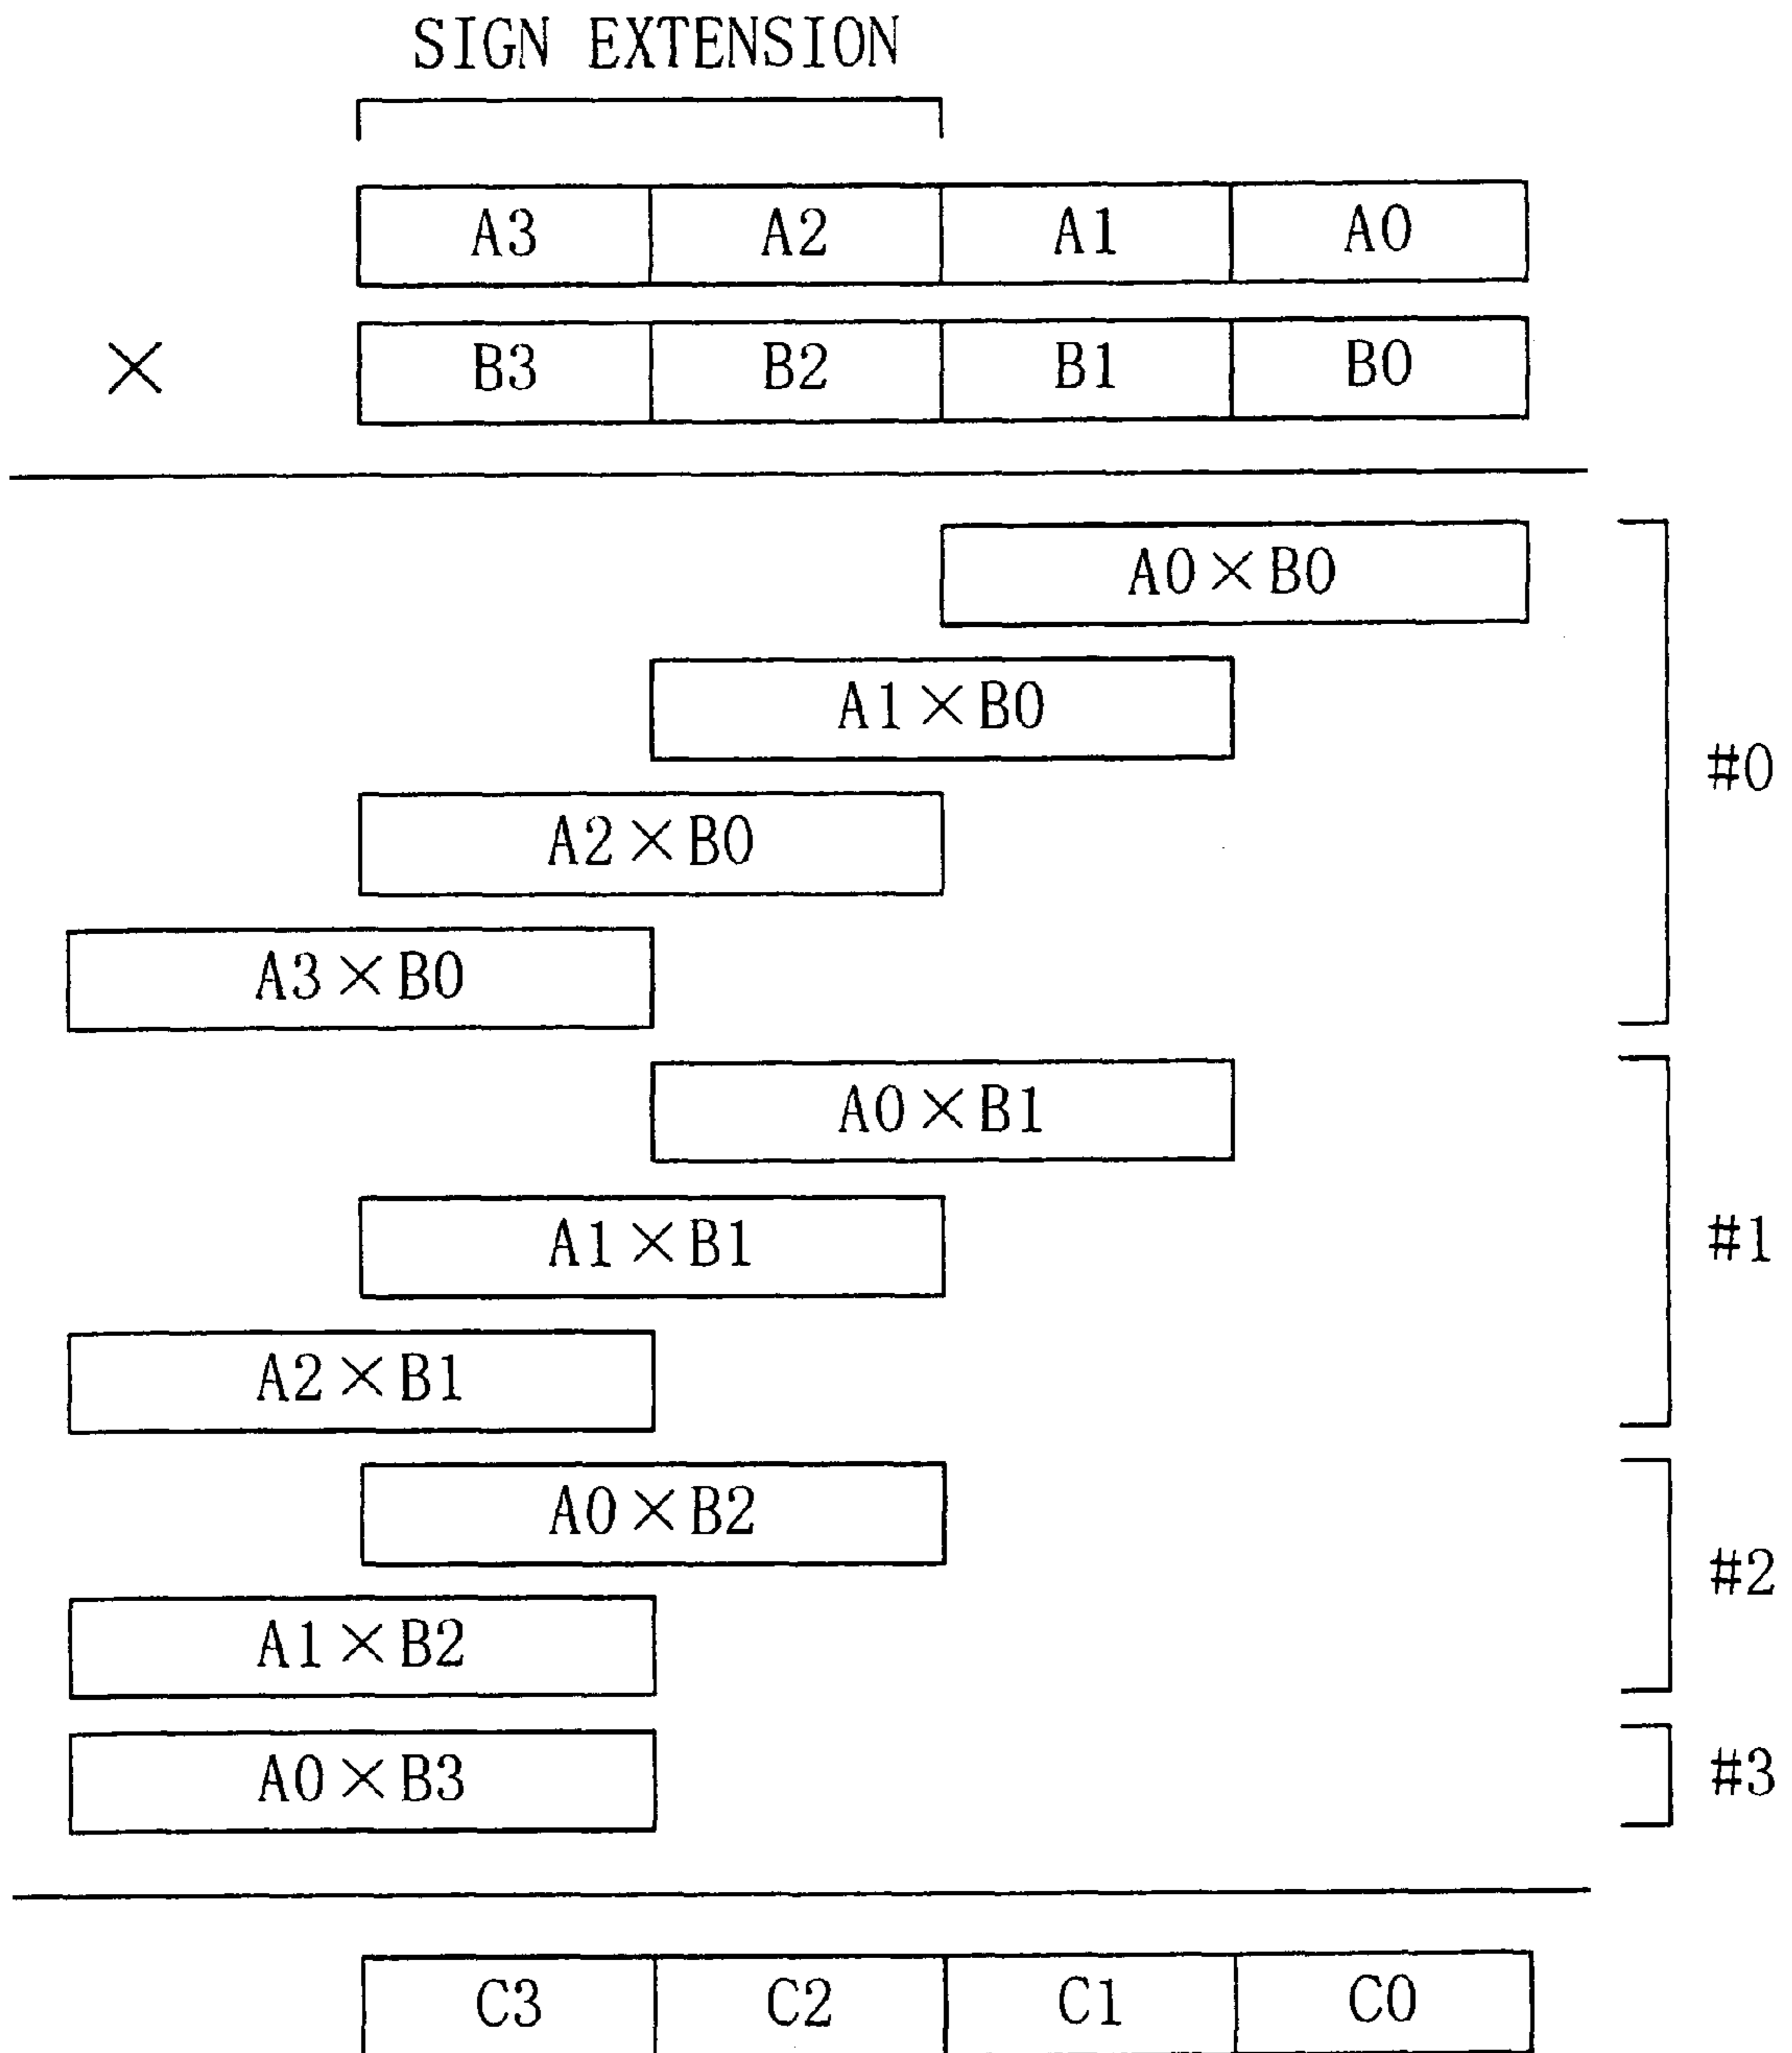 SIGN EXTENSION
A3 A2 A1 A0
× B3 B2 B1 B0
A0×B0
A1×B0
#0
A2×B0
A3×B0
A0×B1
A1×B1
#1
A2×B1
A0×B2
#2
A1×B2
A0×B3
#3
C3 C2 C1 C0